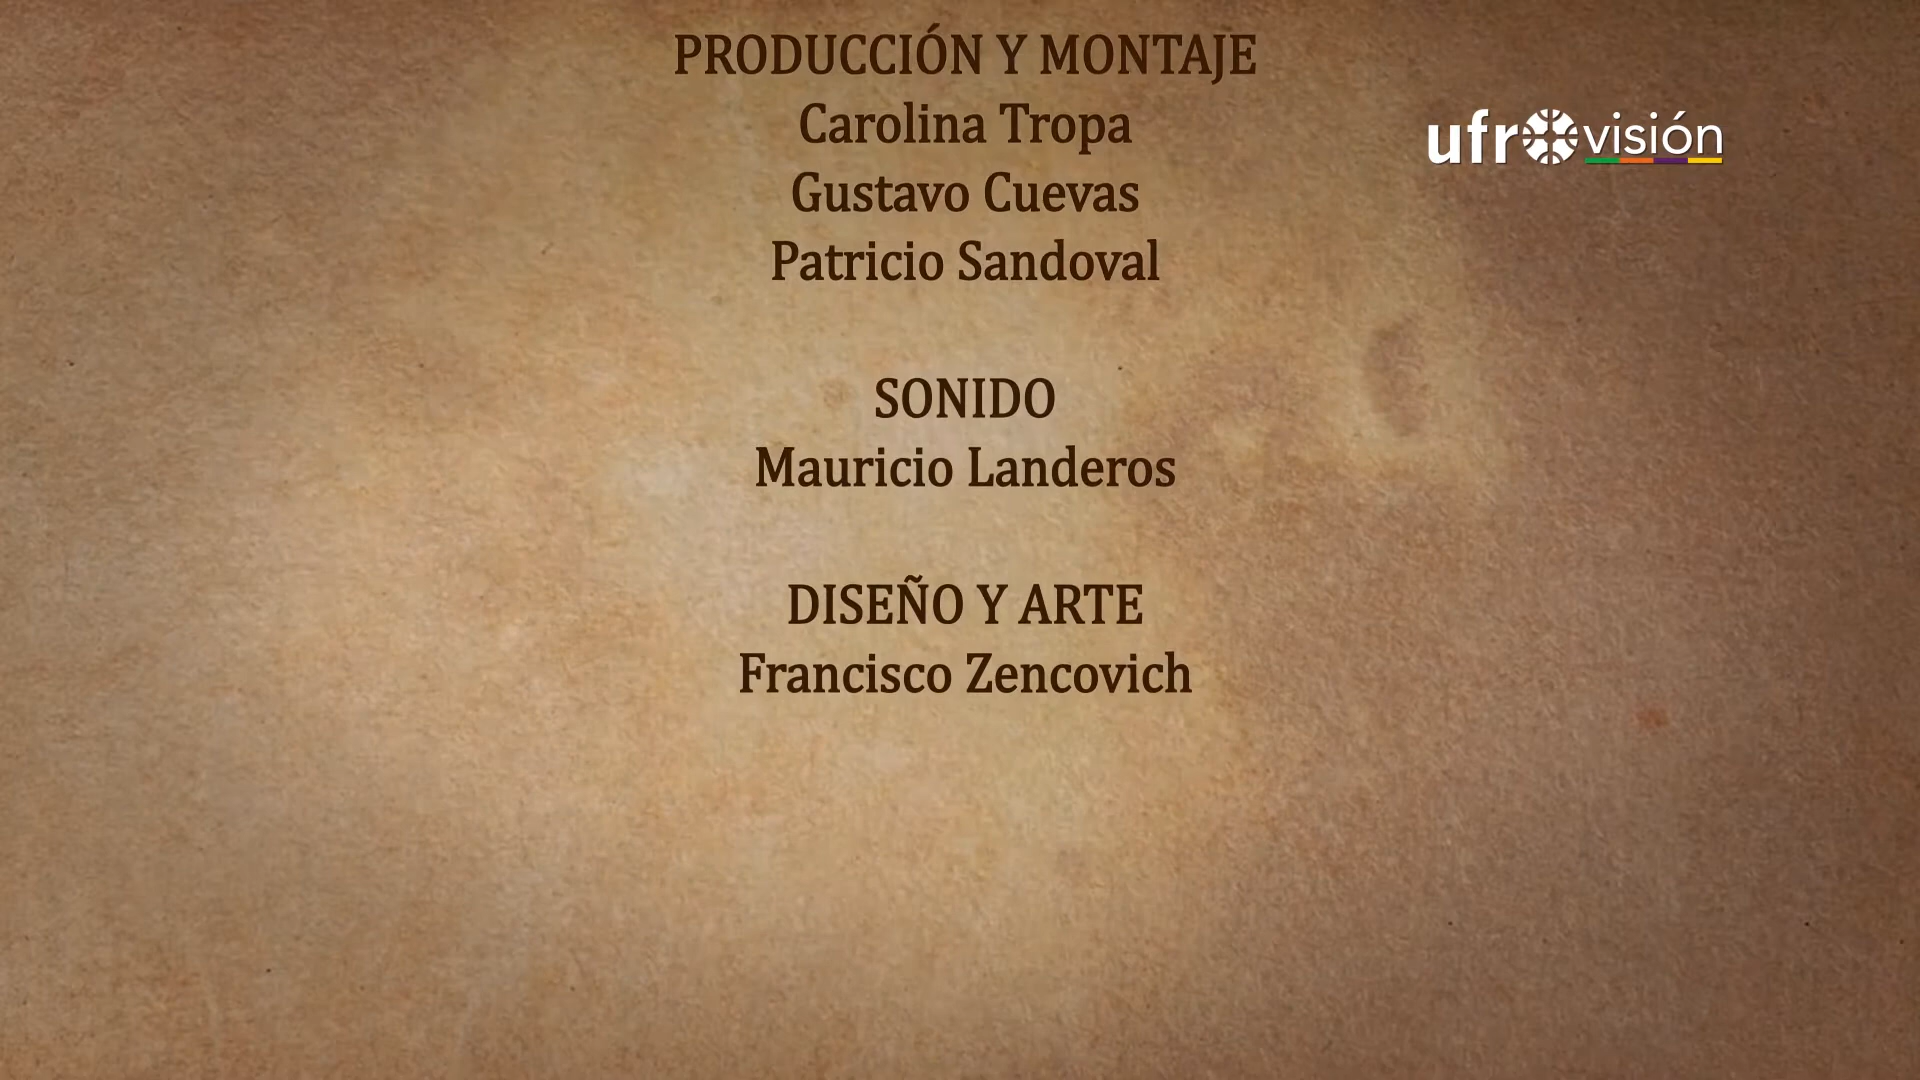 PRODUCCIÓN Y MONTAJE
Carolina Tropa
Gustavo Cuevas
Patricio Sandoval
SONIDO
Mauricio Landeros
DISEÑO Y ARTE
Francisco Zencovich
ufrovisión